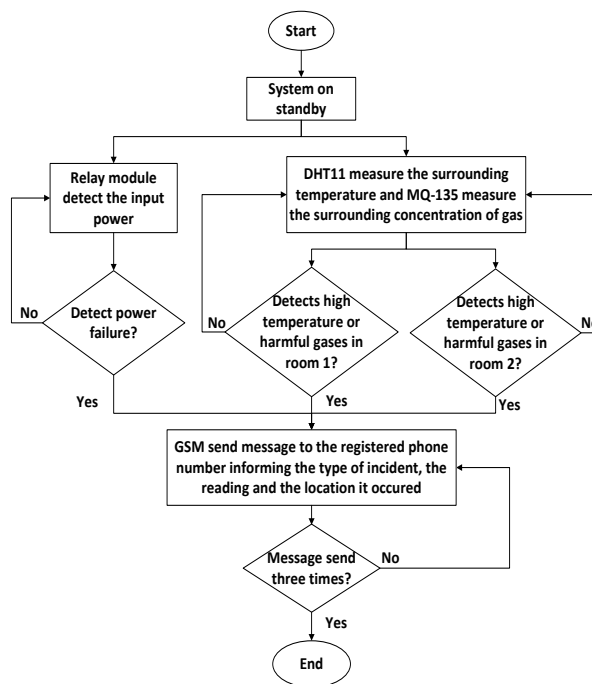 Start
System on
standby
Relay module
detect the input
power
DHT11 measure the surrounding
temperature and MQ-135 measure
the surrounding concentration of gas
No
Detect power
failure?
No
Detects high
temperature or
harmful gases in
room 1?
Detects high
temperature or
harmful gases in
room 2?
No
Yes
Yes
Yes
GSM send message to the registered phone
number informing the type of incident, the
reading and the location it occured
Message send
three times?
No
Yes
End